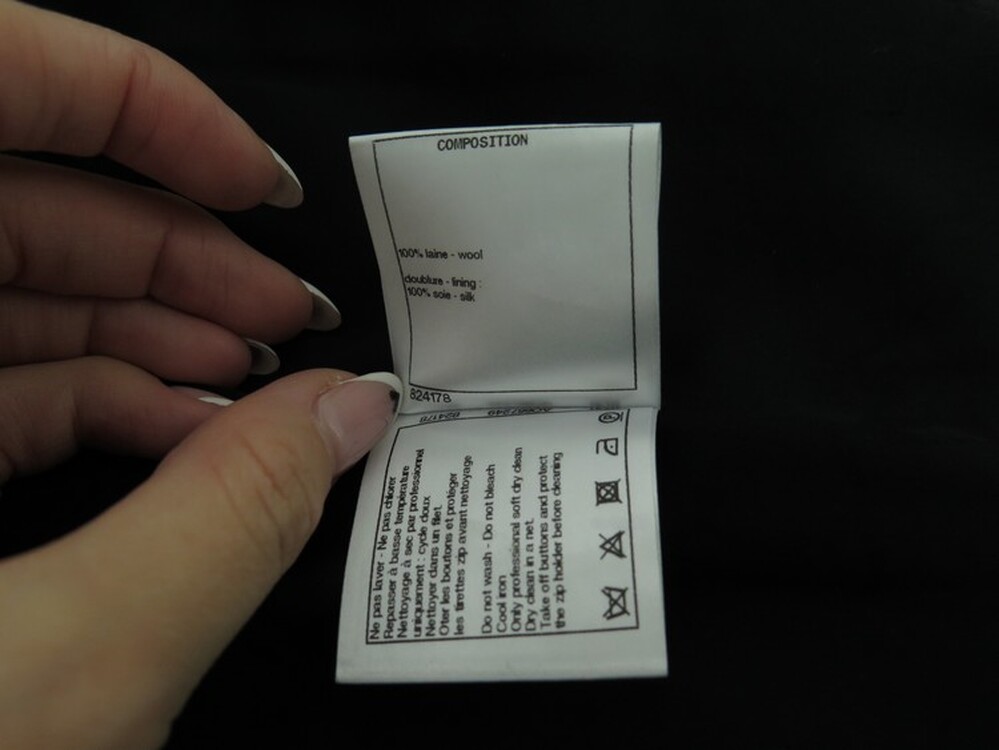 COMPOSITION
100% laine - wool
doublure - lining :
100% soie - silk
824178
Ne pas laver - Ne pas chlorer
Repasser à basse température
Nettoyage à sec par professionnel
uniquement : cycle doux
Nettoyer dans un filet.
Oter les boutons et protéger
les tirettes zip avant nettoyage
Do not wash - Do not bleach
Cool iron
Only professional soft dry clean
Dry clean in a net.
Take off buttons and protect
the zip holder before cleaning